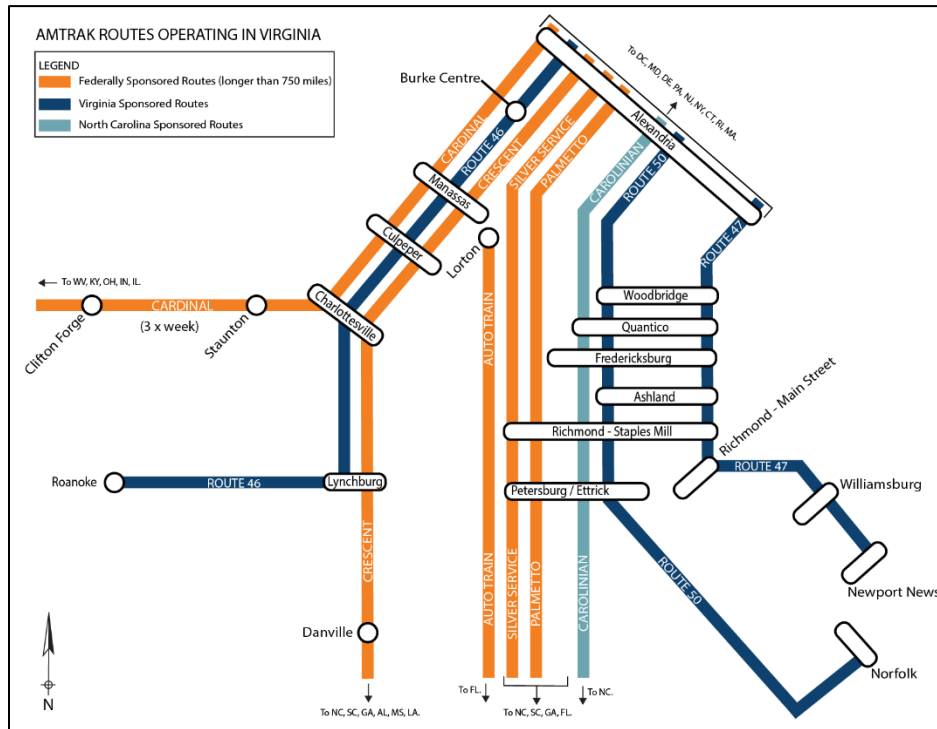 AMTRAK ROUTES OPERATING IN VIRGINIA
LEGEND
Federally Sponsored Routes (longer than 750 miles)
Virginia Sponsored Routes
North Carolina Sponsored Routes
Burke Centre
To DC, MD, DE, PA, NJ, NY, CT, RI, MA.
Alexandria
CARDINAL
ROUTE 46
CRESCENT
SILVER SERVICE
PALMETTO
CAROLINIAN
ROUTE 50
ROUTE 47
Manassas
Culpeper
Lorton
To WV, KY, OH, IN, IL.
CARDINAL
(3 x week)
Clifton Forge
Staunton
Charlottesville
AUTO TRAIN
Woodbridge
Quantico
Fredericksburg
Ashland
Richmond - Staples Mill
Richmond - Main Street
ROUTE 47
Williamsburg
Newport News
Roanoke
ROUTE 46
Lynchburg
Petersburg / Ettrick
CRESCENT
AUTO TRAIN
SILVER SERVICE
PALMETTO
CAROLINIAN
ROUTE 50
Danville
Norfolk
N
To NC, SC, GA, AL, MS, LA.
To FL.
To NC, SC, GA, FL.
To NC.